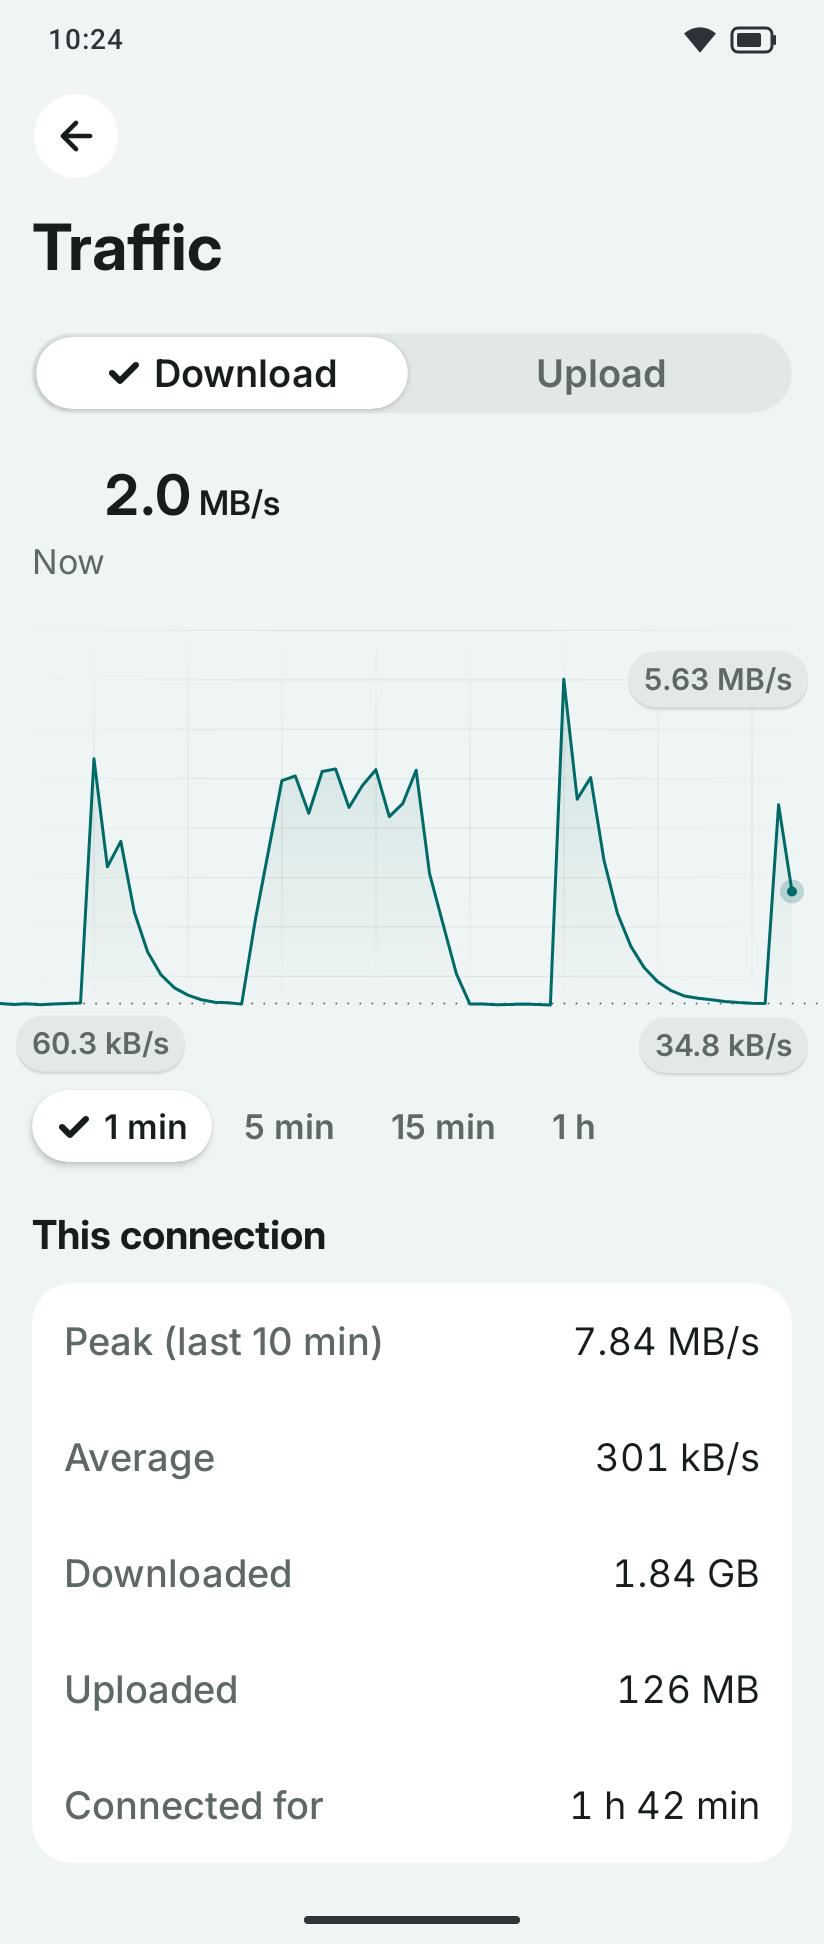 10:24
Traffic
Download
Upload
2.0 MB/s
Now
5.63 MB/s
60.3 kB/s
34.8 kB/s
1 min
5 min
15 min
1 h
This connection
Peak (last 10 min)
7.84 MB/s
Average
301 kB/s
Downloaded
1.84 GB
Uploaded
126 MB
Connected for
1 h 42 min